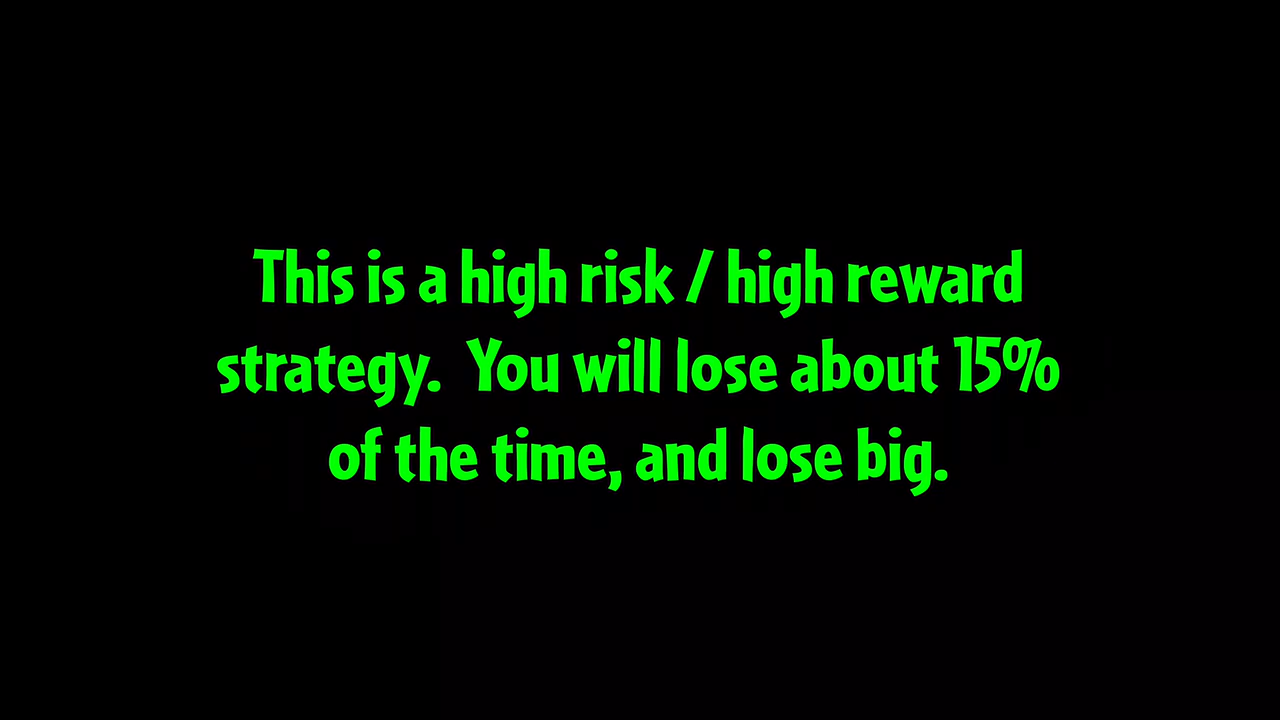 This is a high risk / high reward
strategy.  You will lose about 15%
of the time, and lose big.